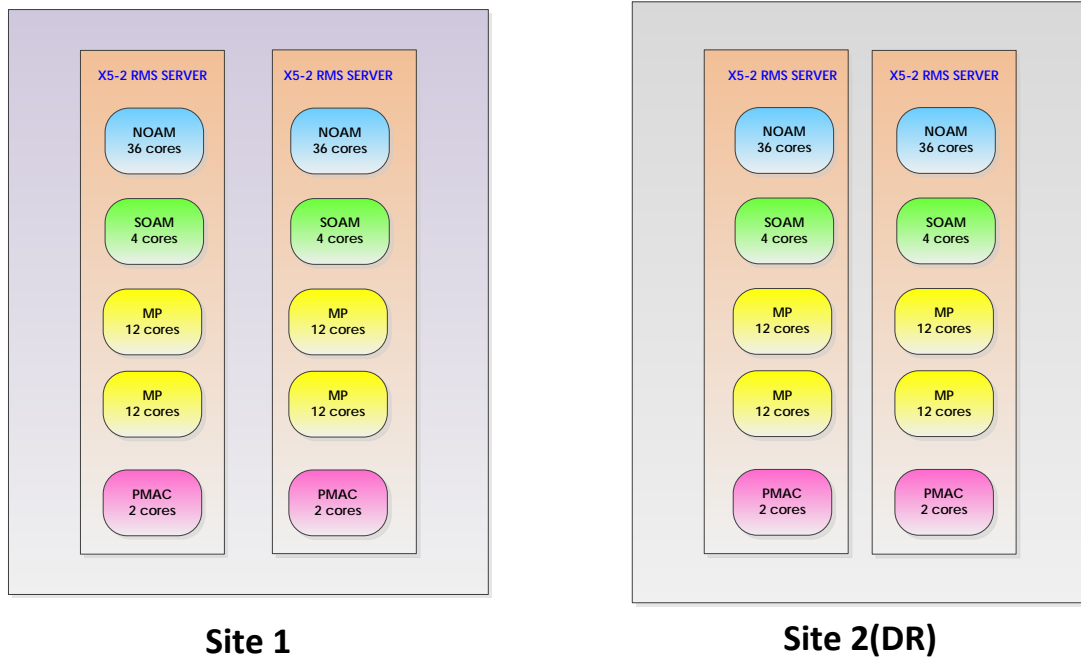 X5-2 RMS SERVER
NOAM
36 cores
SOAM
4 cores
MP
12 cores
MP
12 cores
PMAC
2 cores
X5-2 RMS SERVER
NOAM
36 cores
SOAM
4 cores
MP
12 cores
MP
12 cores
PMAC
2 cores
Site 1
X5-2 RMS SERVER
NOAM
36 cores
SOAM
4 cores
MP
12 cores
MP
12 cores
PMAC
2 cores
X5-2 RMS SERVER
NOAM
36 cores
SOAM
4 cores
MP
12 cores
MP
12 cores
PMAC
2 cores
Site 2(DR)